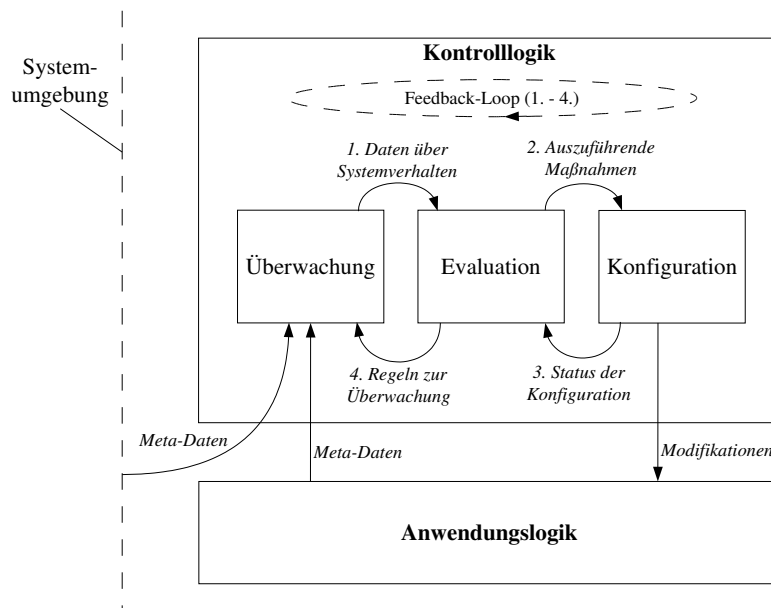 Kontrolllogik
System-
umgebung
Feedback-Loop (1. - 4.)
1. Daten über
Systemverhalten
2. Auszuführende
Maßnahmen
Überwachung
Evaluation
Konfiguration
4. Regeln zur
Überwachung
3. Status der
Konfiguration
Meta-Daten
Meta-Daten
Modifikationen
Anwendungslogik